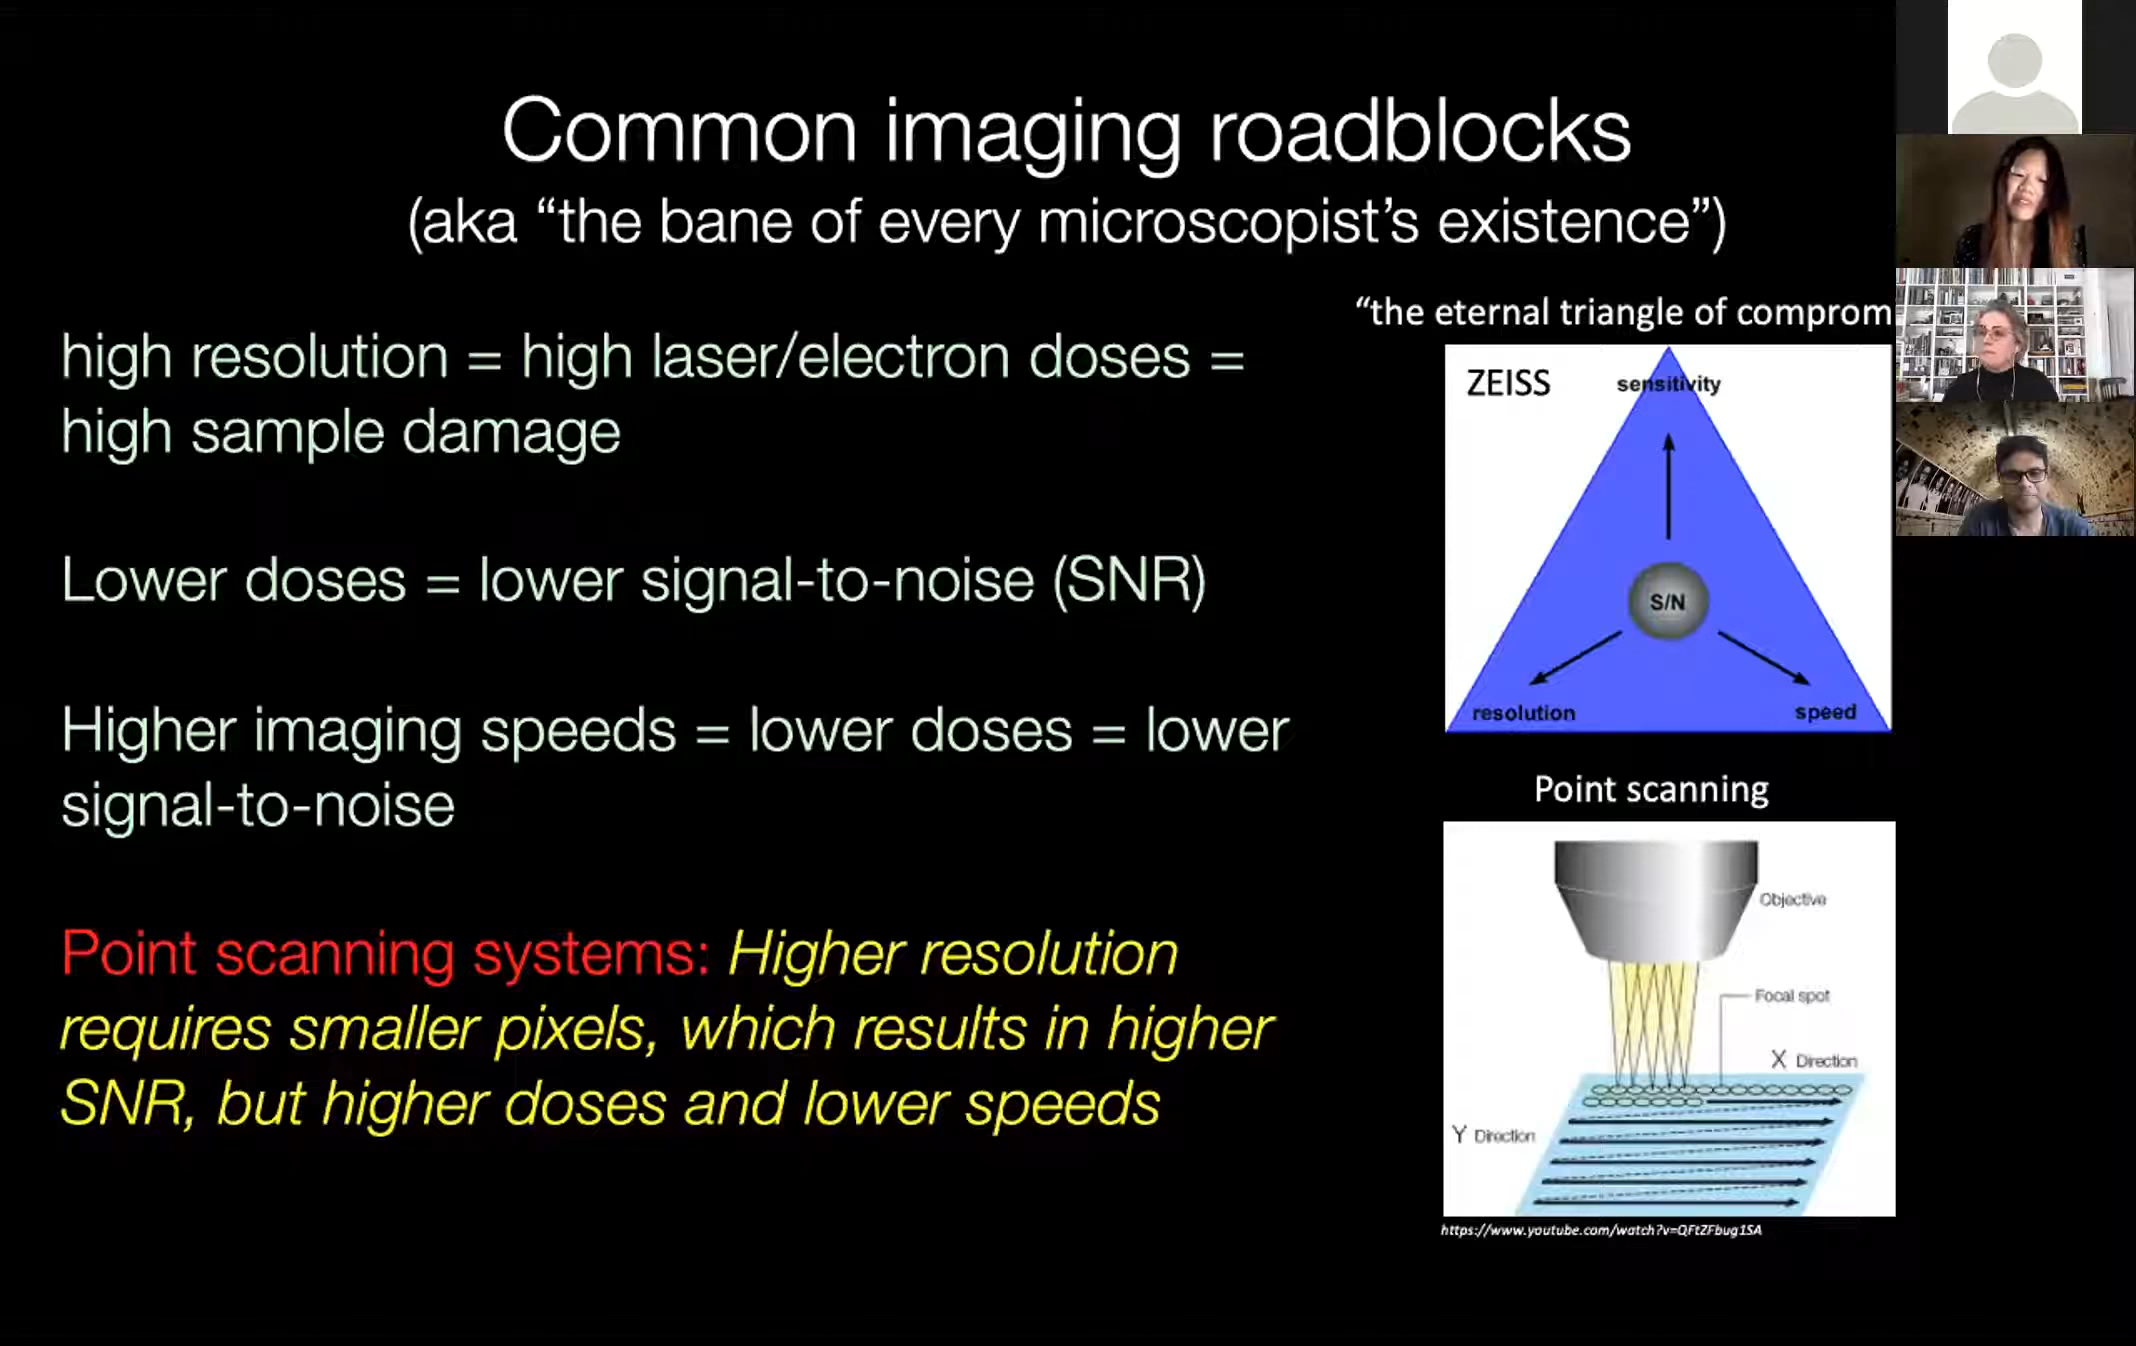 Common imaging roadblocks
(aka “the bane of every microscopist’s existence”)
high resolution = high laser/electron doses =
high sample damage
Lower doses = lower signal-to-noise (SNR)
Higher imaging speeds = lower doses = lower
signal-to-noise
Point scanning systems: Higher resolution
requires smaller pixels, which results in higher
SNR, but higher doses and lower speeds
“the eternal triangle of comprom
ZEISS
sensitivity
S/N
resolution
speed
Point scanning
Objective
Focal spot
X Direction
Y Direction
https://www.youtube.com/watch?v=QFtZFbug1SA